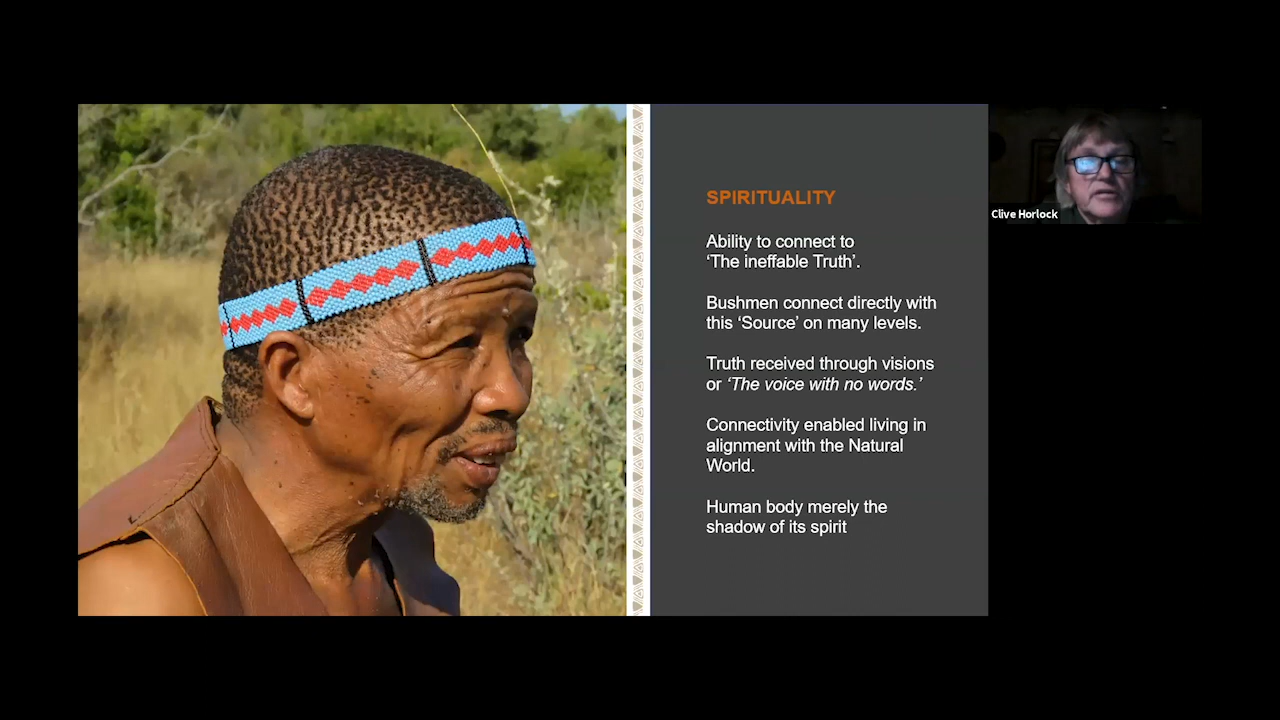 SPIRITUALITY
Ability to connect to
‘The ineffable Truth’.
Bushmen connect directly with
this ‘Source’ on many levels.
Truth received through visions
or ‘The voice with no words.’
Connectivity enabled living in
alignment with the Natural
World.
Human body merely the
shadow of its spirit
Clive Horlock